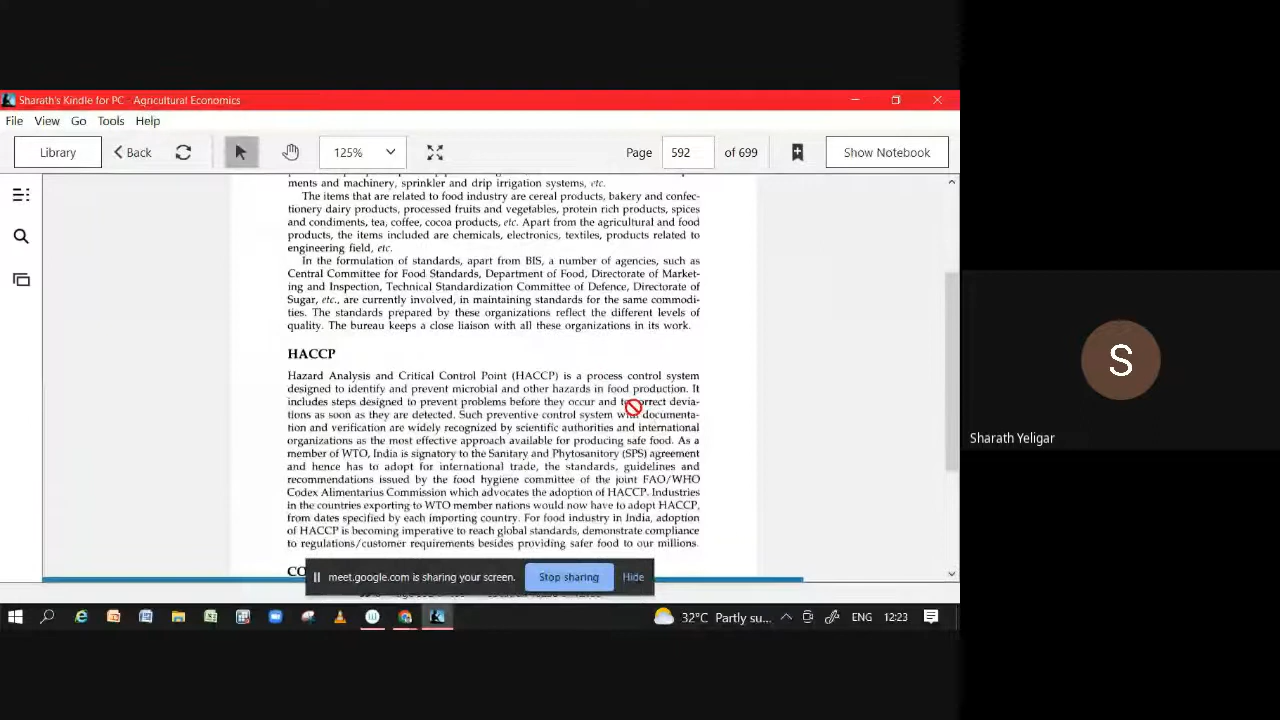 Sharath's Kindle for PC - Agricultural Economics
File View Go Tools Help
Library Back 125% Page 592 of 699 Show Notebook
ments and machinery, sprinkler and drip irrigation systems, etc.
The items that are related to food industry are cereal products, bakery and confec-
tionery dairy products, processed fruits and vegetables, protein rich products, spices
and condiments, tea, coffee, cocoa products, etc. Apart from the agricultural and food
products, the items included are chemicals, electronics, textiles, products related to
engineering field, etc.
In the formulation of standards, apart from BIS, a number of agencies, such as
Central Committee for Food Standards, Department of Food, Directorate of Market-
ing and Inspection, Technical Standardization Committee of Defence, Directorate of
Sugar, etc., are currently involved, in maintaining standards for the same commodi-
ties. The standards prepared by these organizations reflect the different levels of
quality. The bureau keeps a close liaison with all these organizations in its work.
HACCP
Hazard Analysis and Critical Control Point (HACCP) is a process control system
designed to identify and prevent microbial and other hazards in food production. It
includes steps designed to prevent problems before they occur and to correct devia-
tions as soon as they are detected. Such preventive control system with documenta-
tion and verification are widely recognized by scientific authorities and international
organizations as the most effective approach available for producing safe food. As a
member of WTO, India is signatory to the Sanitary and Phytosanitory (SPS) agreement
and hence has to adopt for international trade, the standards, guidelines and
recommendations issued by the food hygiene committee of the joint FAO/WHO
Codex Alimentarius Commission which advocates the adoption of HACCP. Industries
in the countries exporting to WTO member nations would now have to adopt HACCP,
from dates specified by each importing country. For food industry in India, adoption
of HACCP is becoming imperative to reach global standards, demonstrate compliance
to regulations/customer requirements besides providing safer food to our millions.
CO
meet.google.com is sharing your screen. Stop sharing Hide
32°C Partly su... ENG 12:23
S
Sharath Yeligar